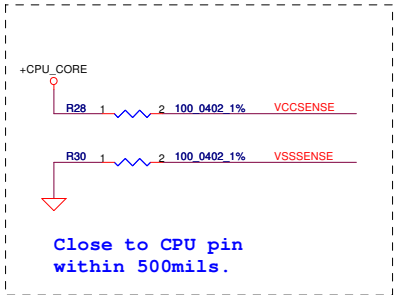 +CPU_CORE
R28 1 2 100_0402_1% VCCSENSE
R30 1 2 100_0402_1% VSSSENSE
Close to CPU pin
within 500mils.